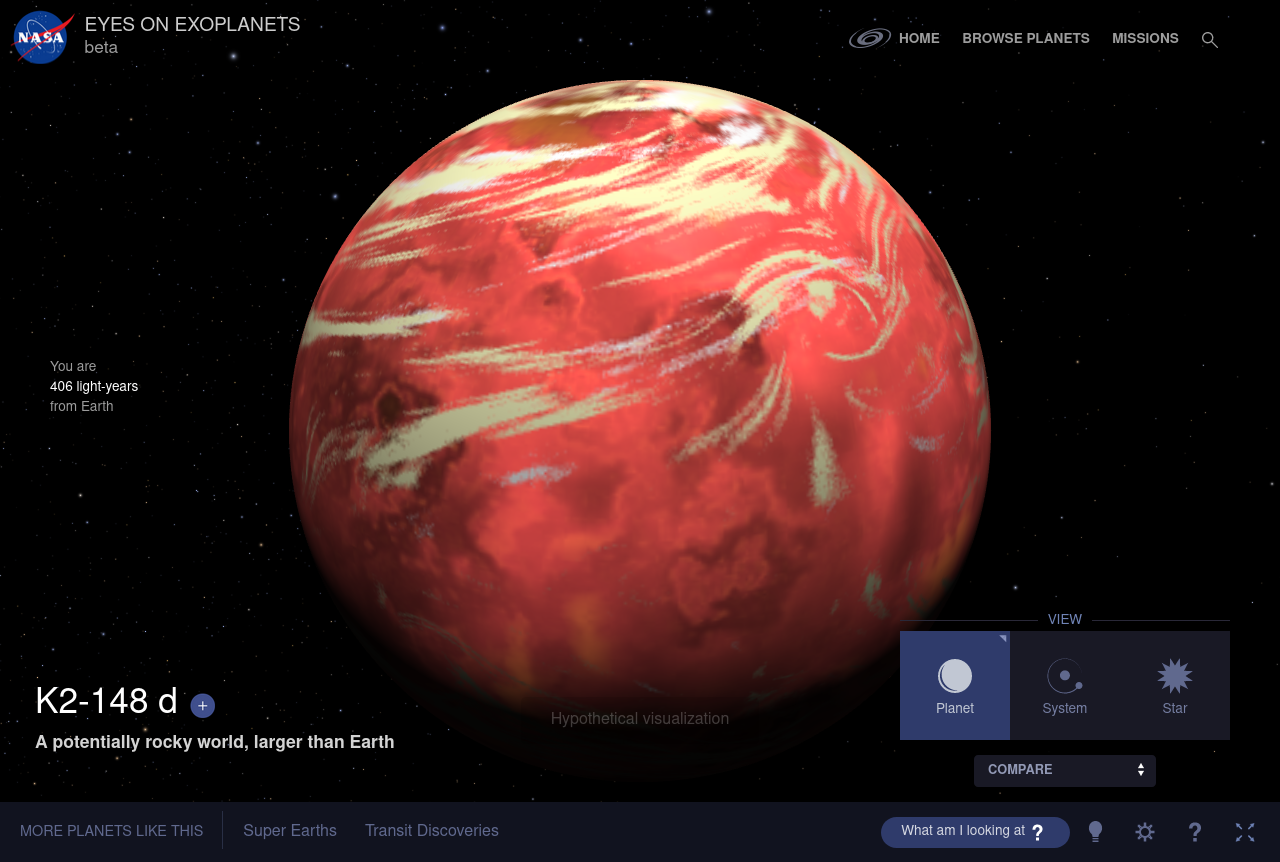 NASA
EYES ON EXOPLANETS
beta
HOME
BROWSE PLANETS
MISSIONS
You are
406 light-years
from Earth
K2-148 d +
A potentially rocky world, larger than Earth
Hypothetical visualization
VIEW
Planet
System
Star
COMPARE
MORE PLANETS LIKE THIS
Super Earths
Transit Discoveries
What am I looking at ?
?